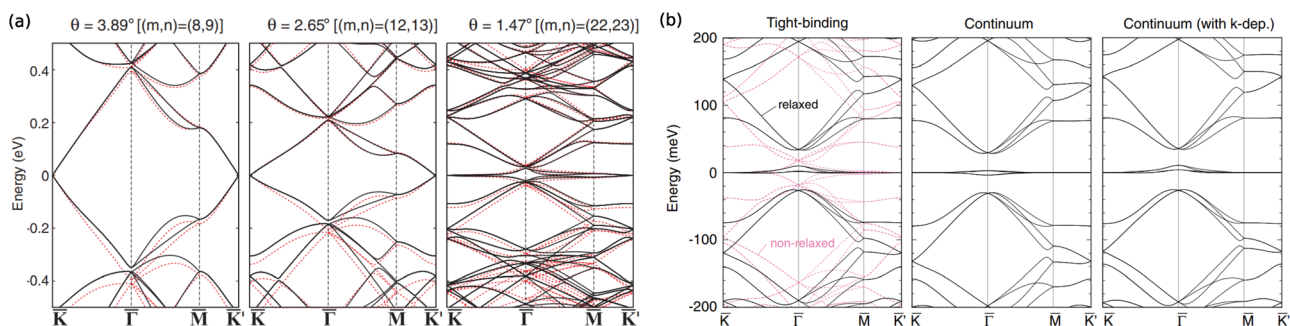 (a)
θ = 3.89° [(m,n)=(8,9)]
θ = 2.65° [(m,n)=(12,13)]
θ = 1.47° [(m,n)=(22,23)]
Energy (eV)
0.4
0.2
0
-0.2
-0.4
K̅ Γ̅ M̅ K̅'
K̅ Γ̅ M̅ K̅'
K̅ Γ̅ M̅ K̅'
(b)
Tight-binding
Continuum
Continuum (with k-dep.)
Energy (meV)
200
100
0
-100
-200
relaxed
non-relaxed
K̅ Γ̅ M̅ K̅'
K̅ Γ̅ M̅ K̅'
K̅ Γ̅ M̅ K̅'